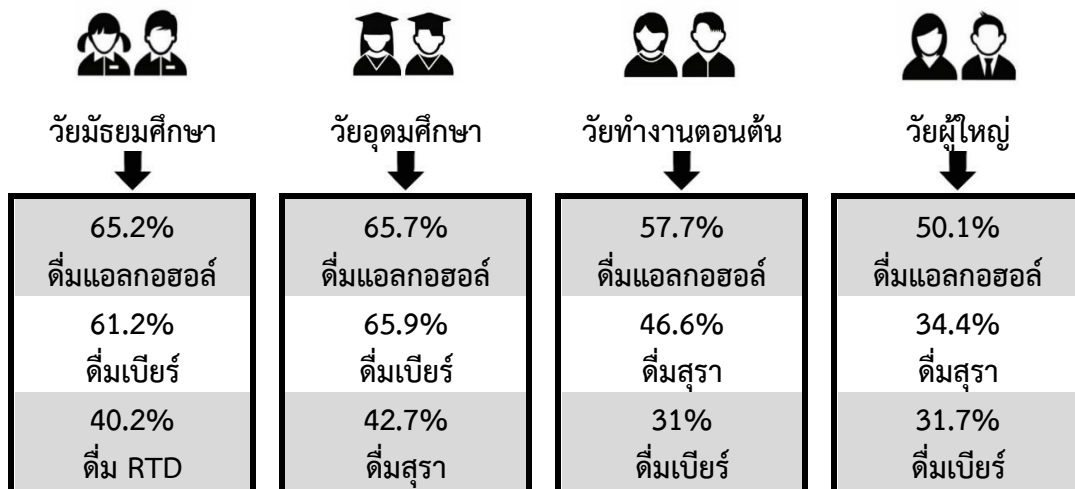 วัยมัธยมศึกษา
วัยอุดมศึกษา
วัยทำงานตอนต้น
วัยผู้ใหญ่
65.2%
ดื่มแอลกอฮอล์
61.2%
ดื่มเบียร์
40.2%
ดื่ม RTD
65.7%
ดื่มแอลกอฮอล์
65.9%
ดื่มเบียร์
42.7%
ดื่มสุรา
57.7%
ดื่มแอลกอฮอล์
46.6%
ดื่มสุรา
31%
ดื่มเบียร์
50.1%
ดื่มแอลกอฮอล์
34.4%
ดื่มสุรา
31.7%
ดื่มเบียร์